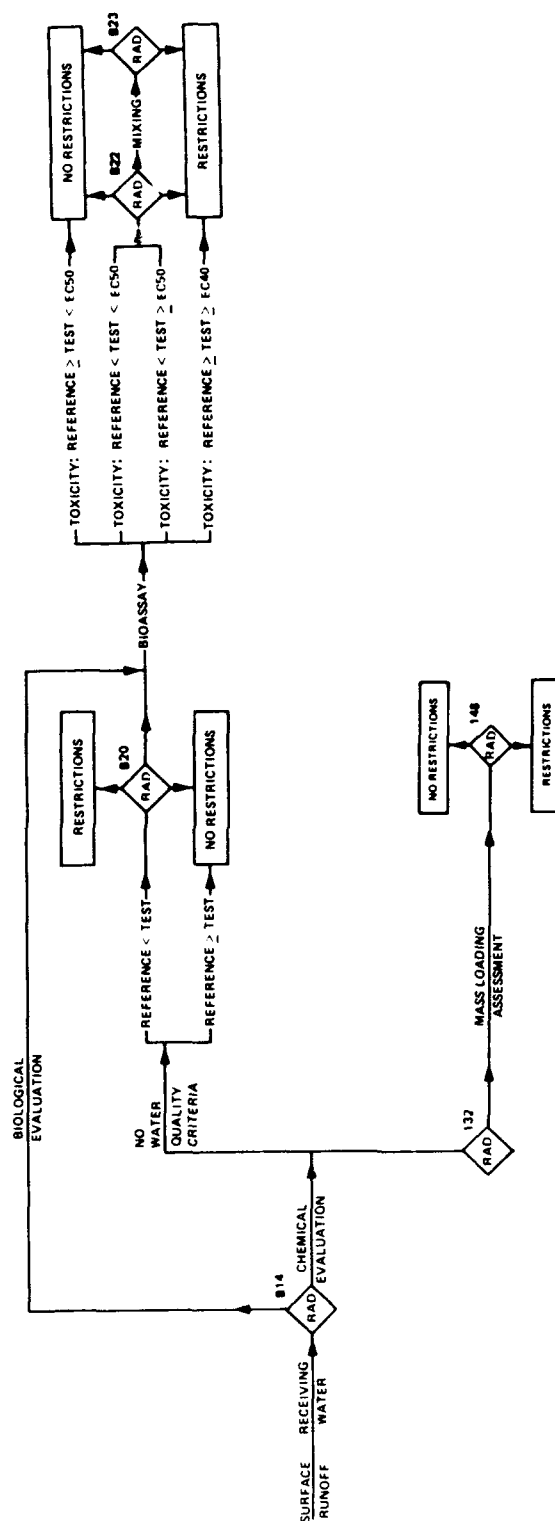 SURFACE RECEIVING
RUNOFF WATER
B14
RAD
BIOLOGICAL
EVALUATION
CHEMICAL
EVALUATION
NO
WATER
QUALITY
CRITERIA
REFERENCE < TEST
REFERENCE ≥ TEST
RESTRICTIONS
B20
RAD
NO RESTRICTIONS
132
RAD
MASS LOADING
ASSESSMENT
NO RESTRICTIONS
148
RAD
RESTRICTIONS
BIOASSAY
TOXICITY: REFERENCE ≥ TEST < EC50
TOXICITY: REFERENCE < TEST < EC50
TOXICITY: REFERENCE < TEST ≥ EC50
TOXICITY: REFERENCE ≥ TEST ≥ EC40
NO RESTRICTIONS
B22
RAD
MIXING
B23
RAD
RESTRICTIONS